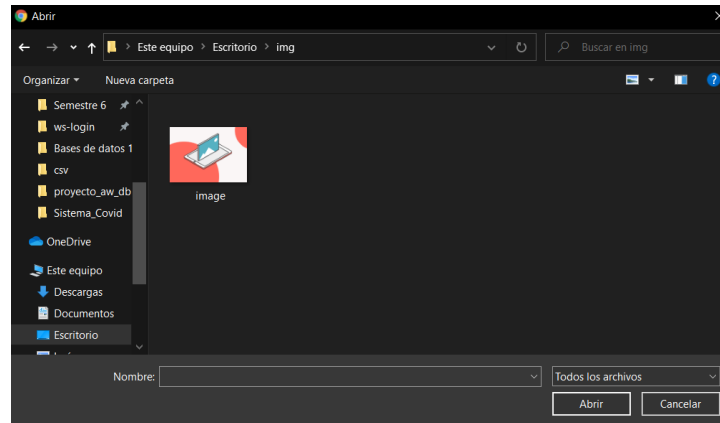 Abrir
Este equipo > Escritorio > img
Buscar en img
Organizar
Nueva carpeta
?
Semestre 6
ws-login
Bases de datos 1
csv
proyecto_aw_db
Sistema_Covid
OneDrive
Este equipo
Descargas
Documentos
Escritorio
image
Nombre:
Todos los archivos
Abrir
Cancelar